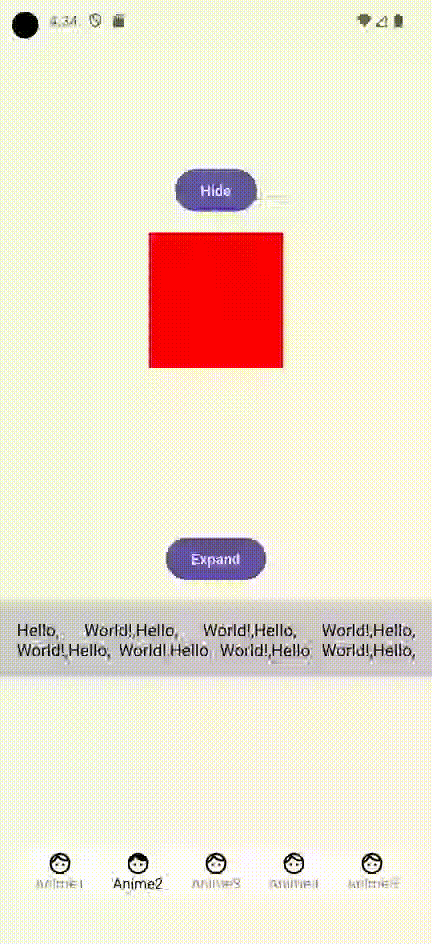 4:34
Hide
Expand
Hello, World!,Hello, World!,Hello, World!,Hello,
World!,Hello, World!,Hello World!,Hello World!,Hello,
Anime1 Anime2 Anime3 Anime4 Anime5